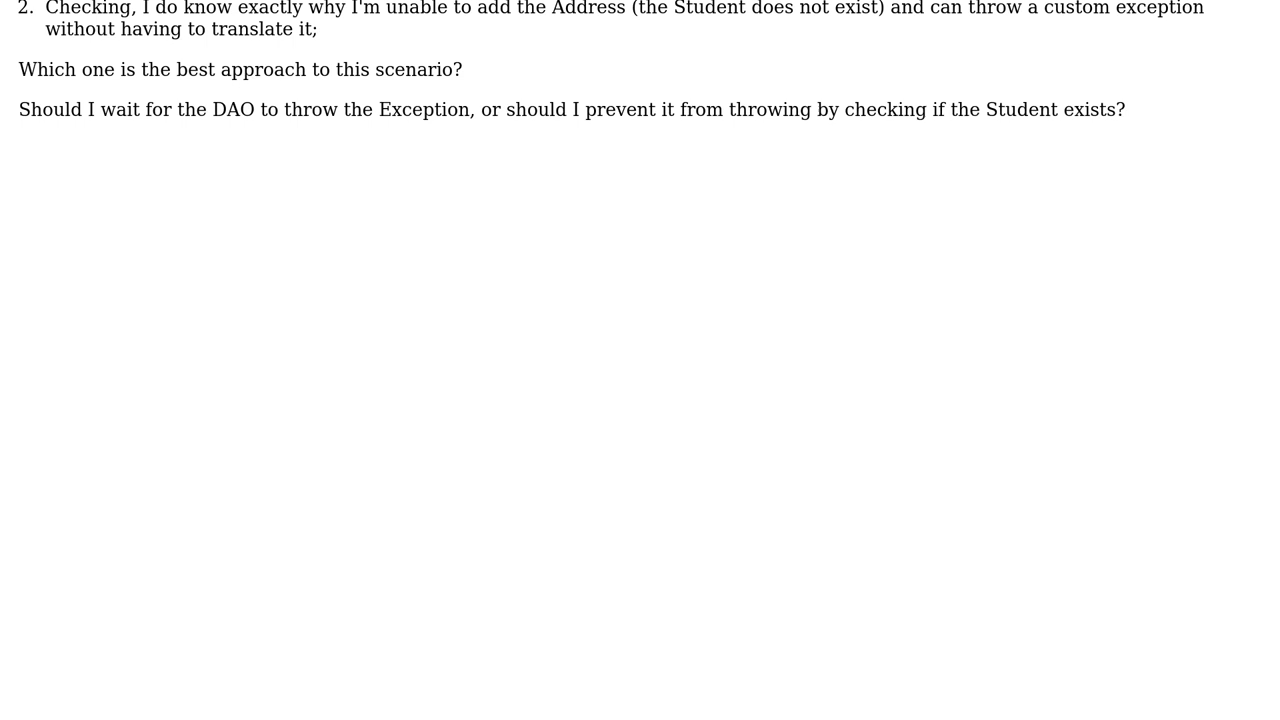 2. Checking, I do know exactly why I'm unable to add the Address (the Student does not exist) and can throw a custom exception
without having to translate it;
Which one is the best approach to this scenario?
Should I wait for the DAO to throw the Exception, or should I prevent it from throwing by checking if the Student exists?